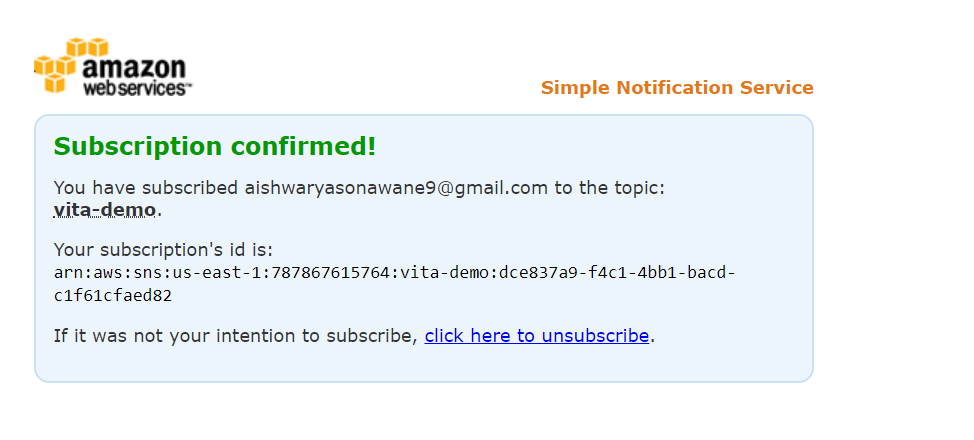 amazon
webservices™
Simple Notification Service
Subscription confirmed!
You have subscribed aishwaryasonawane9@gmail.com to the topic:
vita-demo.
Your subscription's id is:
arn:aws:sns:us-east-1:787867615764:vita-demo:dce837a9-f4c1-4bb1-bacd-
c1f61cfaed82
If it was not your intention to subscribe, click here to unsubscribe.